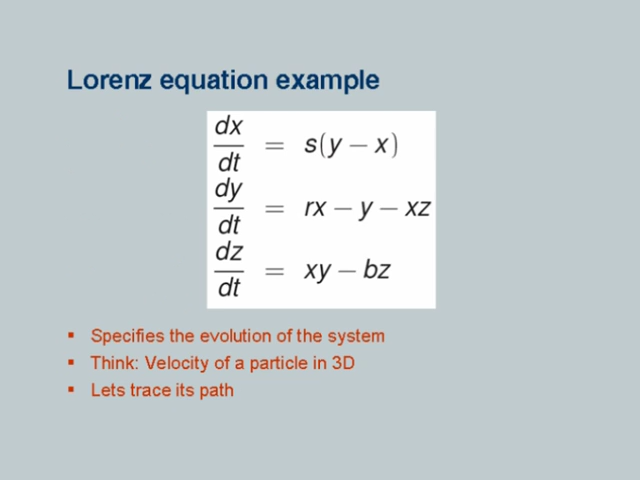 Lorenz equation example
dx/dt = s(y − x)
dy/dt = rx − y − xz
dz/dt = xy − bz
▪ Specifies the evolution of the system
▪ Think: Velocity of a particle in 3D
▪ Lets trace its path